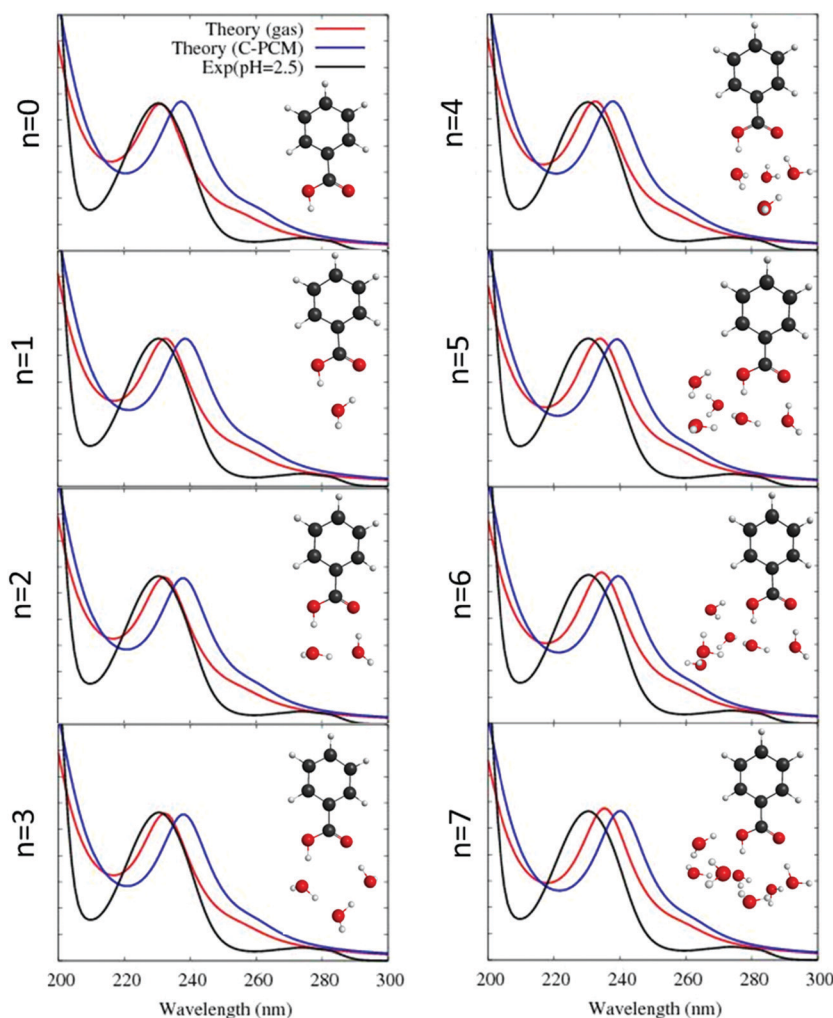 Theory (gas)
Theory (C-PCM)
Exp(pH=2.5)
n=0
n=1
n=2
n=3
200 220 240 260 280 300
Wavelength (nm)
n=4
n=5
n=6
n=7
200 220 240 260 280 300
Wavelength (nm)